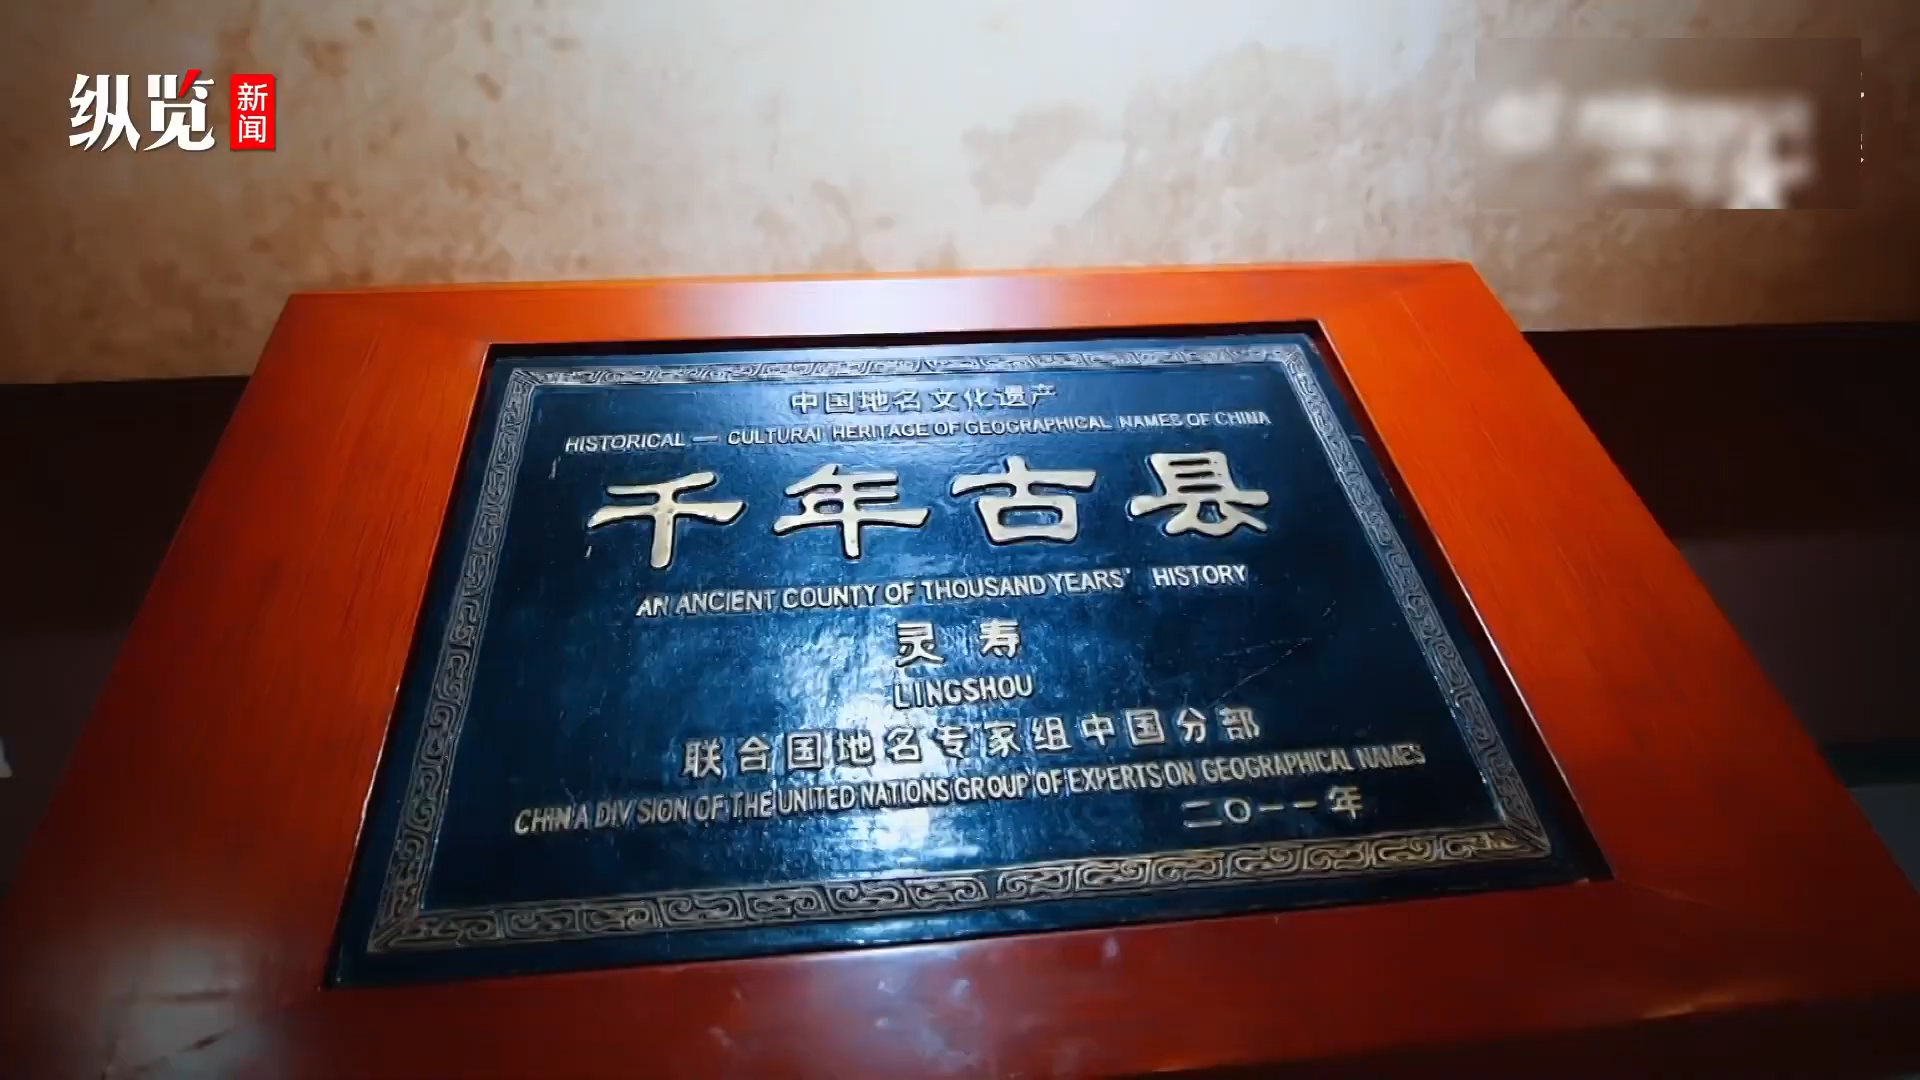 纵览
新闻
中国地名文化遗产
HISTORICAL — CULTURAL HERITAGE OF GEOGRAPHICAL NAMES OF CHINA
千年古县
AN ANCIENT COUNTY OF THOUSAND YEARS' HISTORY
灵寿
LINGSHOU
联合国地名专家组中国分部
CHINA DIVISION OF THE UNITED NATIONS GROUP OF EXPERTS ON GEOGRAPHICAL NAMES
二〇一一年